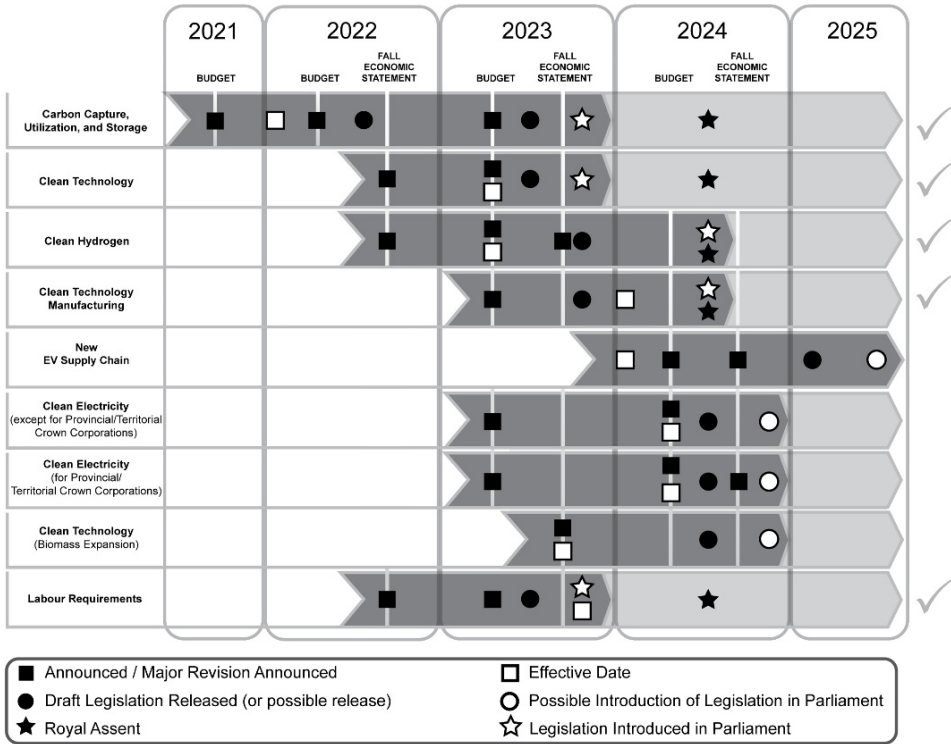 2021
2022
2023
2024
2025
BUDGET
BUDGET
FALL
ECONOMIC
STATEMENT
BUDGET
FALL
ECONOMIC
STATEMENT
BUDGET
FALL
ECONOMIC
STATEMENT
Carbon Capture,
Utilization, and Storage
Clean Technology
Clean Hydrogen
Clean Technology
Manufacturing
New
EV Supply Chain
Clean Electricity
(except for Provincial/Territorial
Crown Corporations)
Clean Electricity
(for Provincial/
Territorial Crown Corporations)
Clean Technology
(Biomass Expansion)
Labour Requirements
Announced / Major Revision Announced
Draft Legislation Released (or possible release)
Royal Assent
Effective Date
Possible Introduction of Legislation in Parliament
Legislation Introduced in Parliament